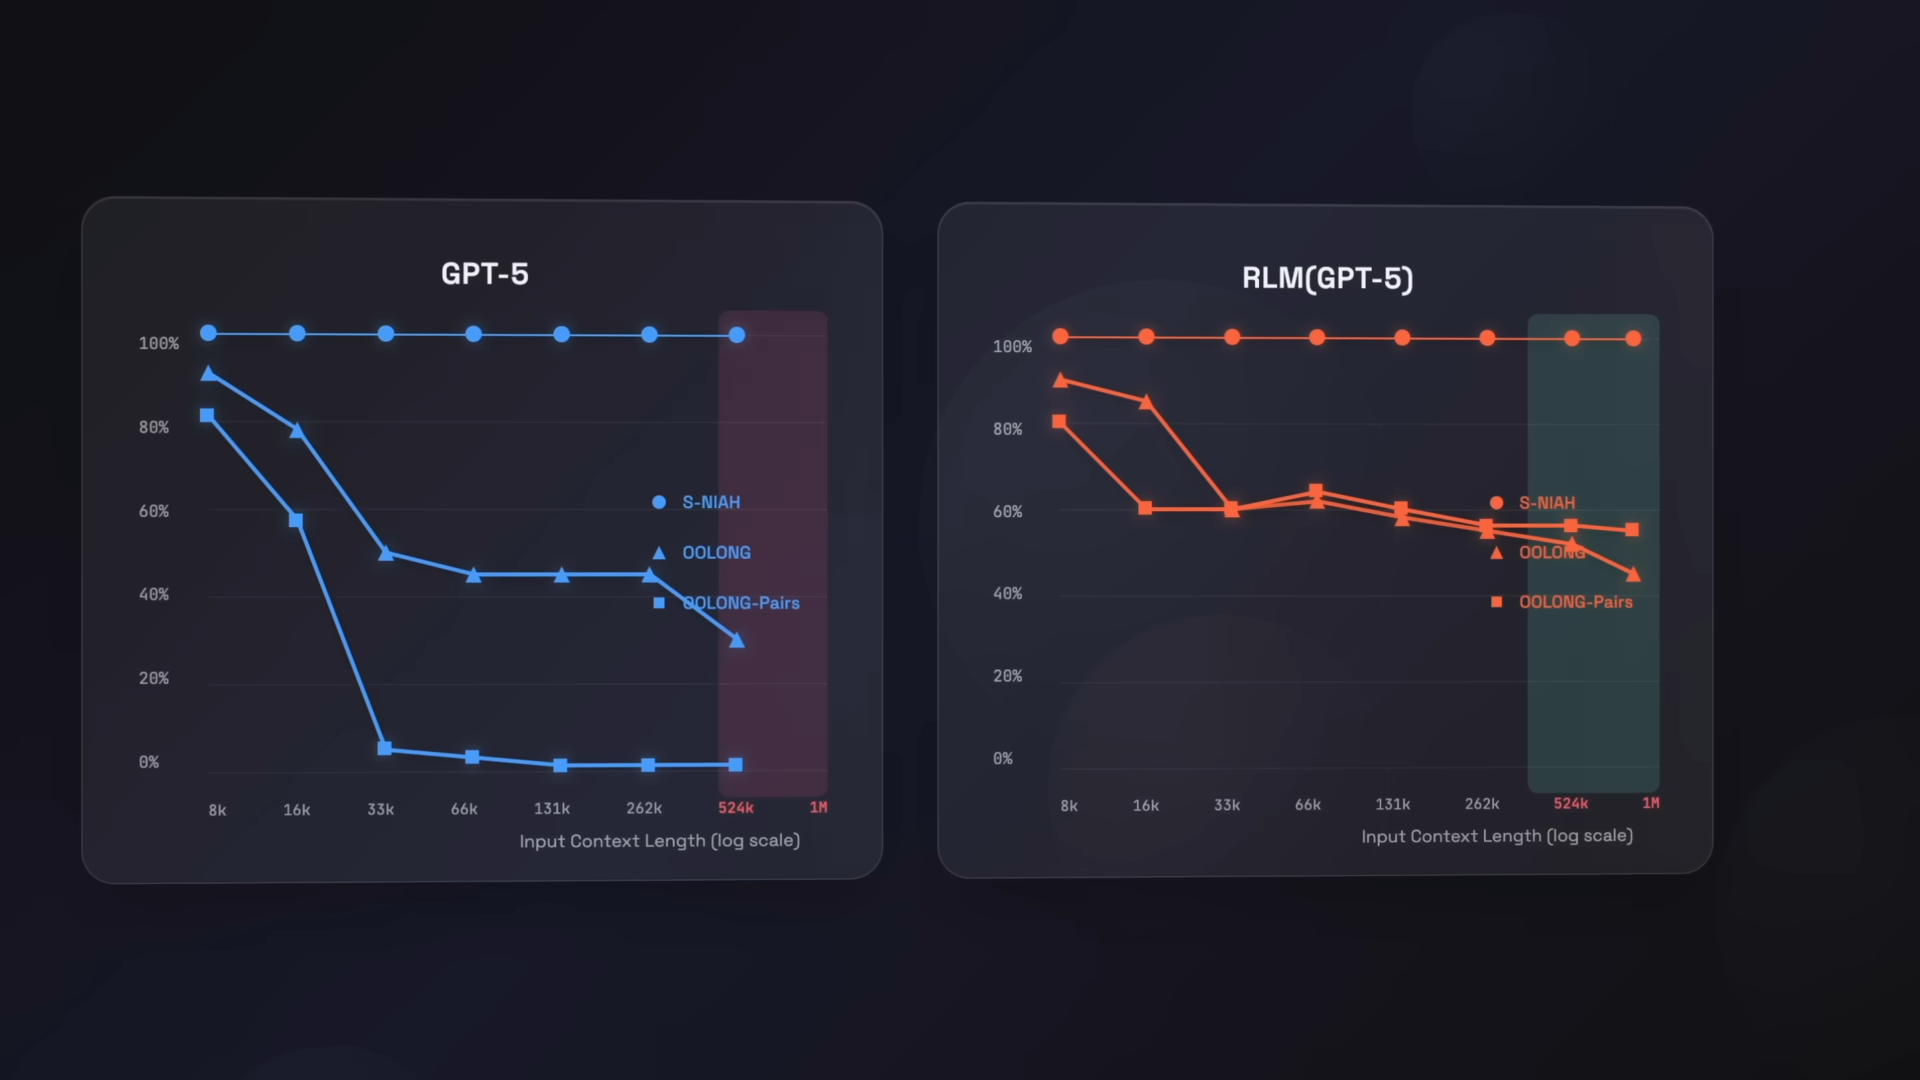 GPT-5
100%
80%
60%
40%
20%
0%
S-NIAH
OOLONG
OOLONG-Pairs
8k 16k 33k 66k 131k 262k 524k 1M
Input Context Length (log scale)
RLM(GPT-5)
100%
80%
60%
40%
20%
0%
S-NIAH
OOLONG
OOLONG-Pairs
8k 16k 33k 66k 131k 262k 524k 1M
Input Context Length (log scale)